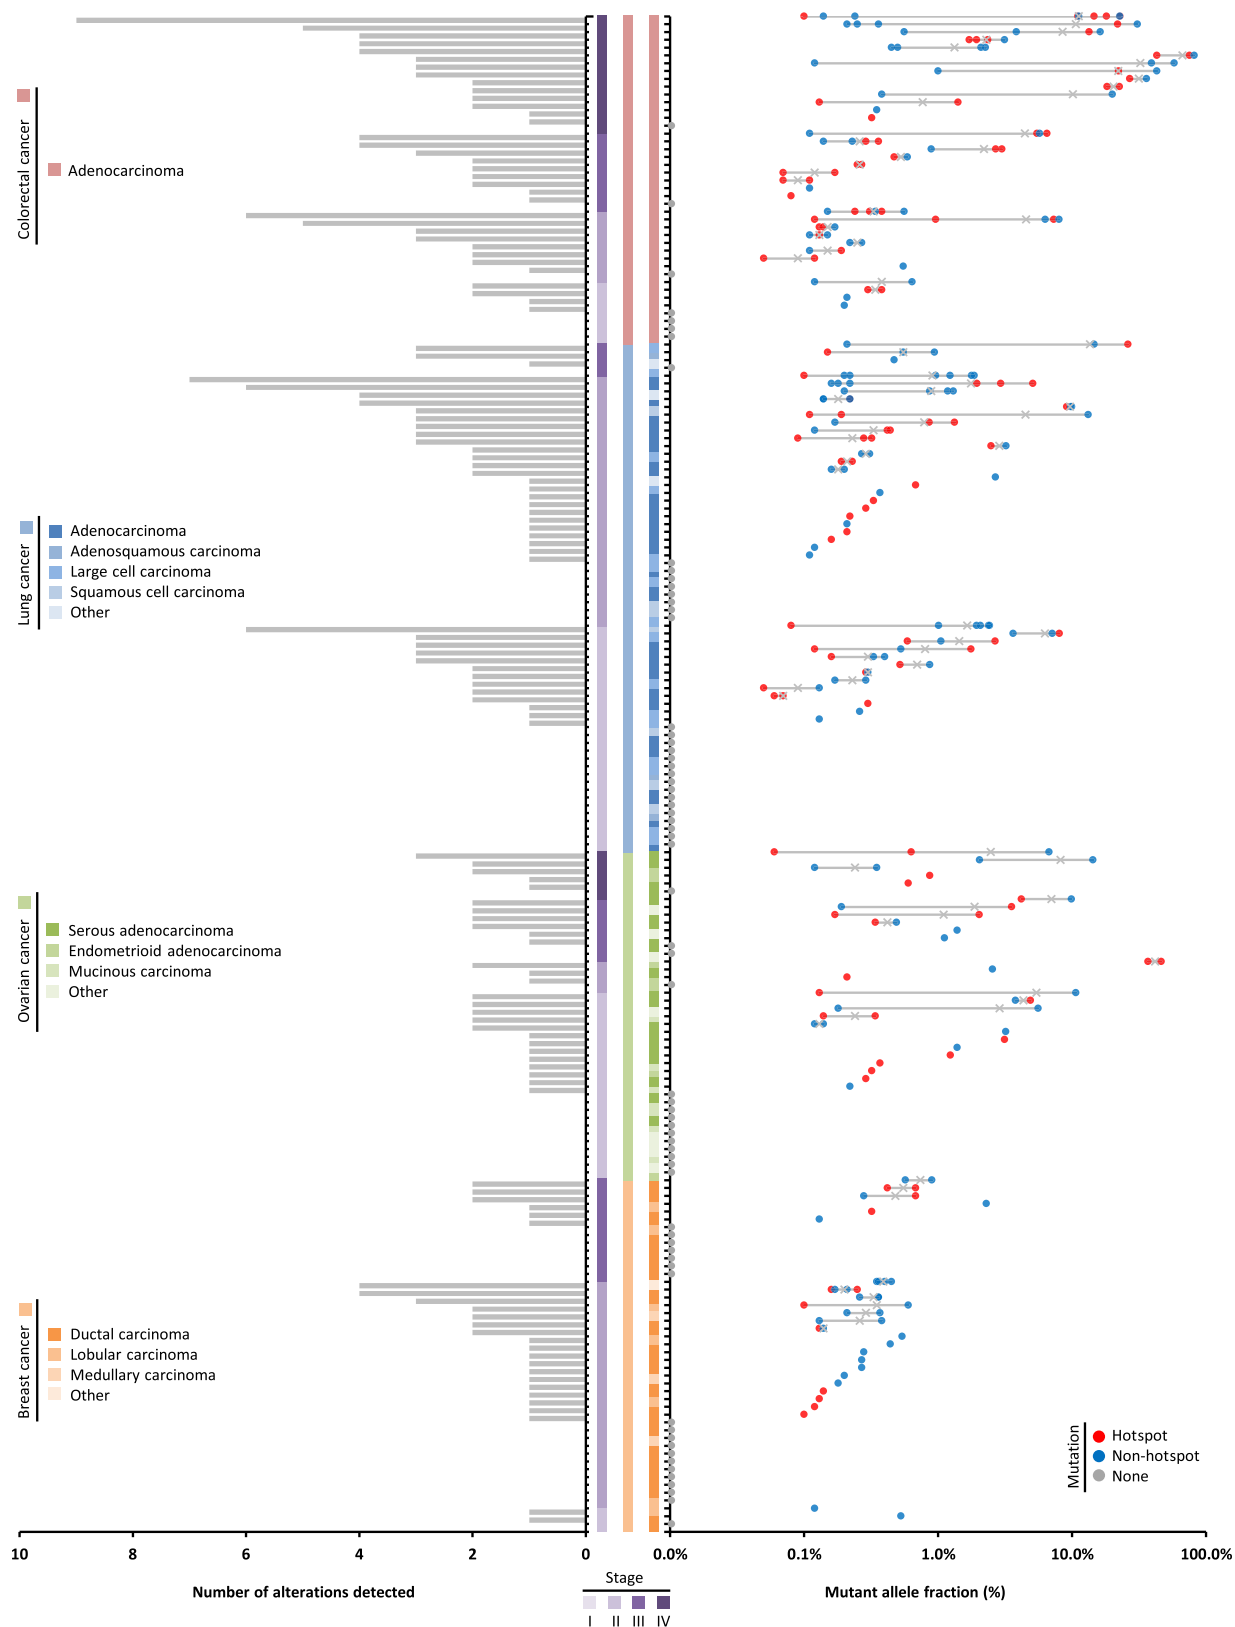 Colorectal cancer
Adenocarcinoma
Lung cancer
Adenocarcinoma
Adenosquamous carcinoma
Large cell carcinoma
Squamous cell carcinoma
Other
Ovarian cancer
Serous adenocarcinoma
Endometrioid adenocarcinoma
Mucinous carcinoma
Other
Breast cancer
Ductal carcinoma
Lobular carcinoma
Medullary carcinoma
Other
Mutation
Hotspot
Non-hotspot
None
10 8 6 4 2 0 0.0% 0.1% 1.0% 10.0% 100.0%
Number of alterations detected
Stage
I II III IV
Mutant allele fraction (%)